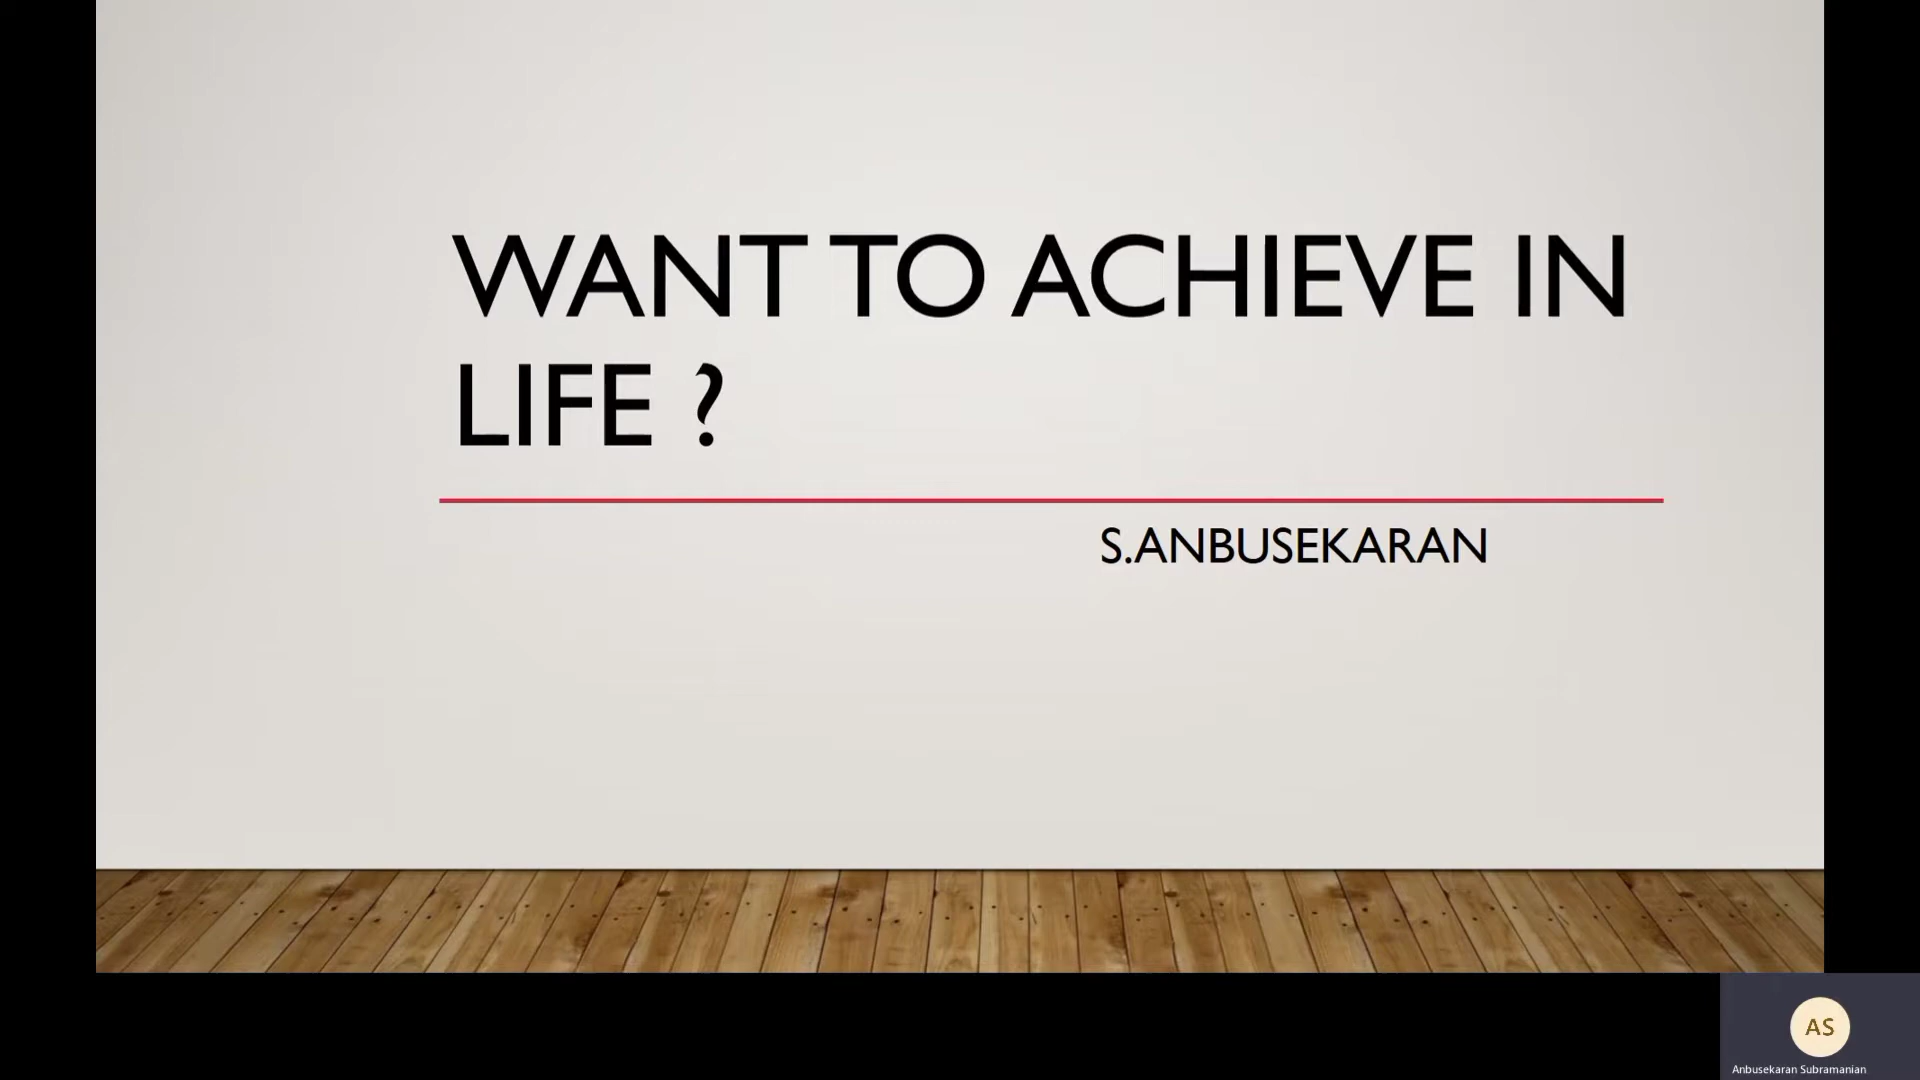 WANT TO ACHIEVE IN
LIFE ?
S.ANBUSEKARAN
AS
Anbusekaran Subramanian